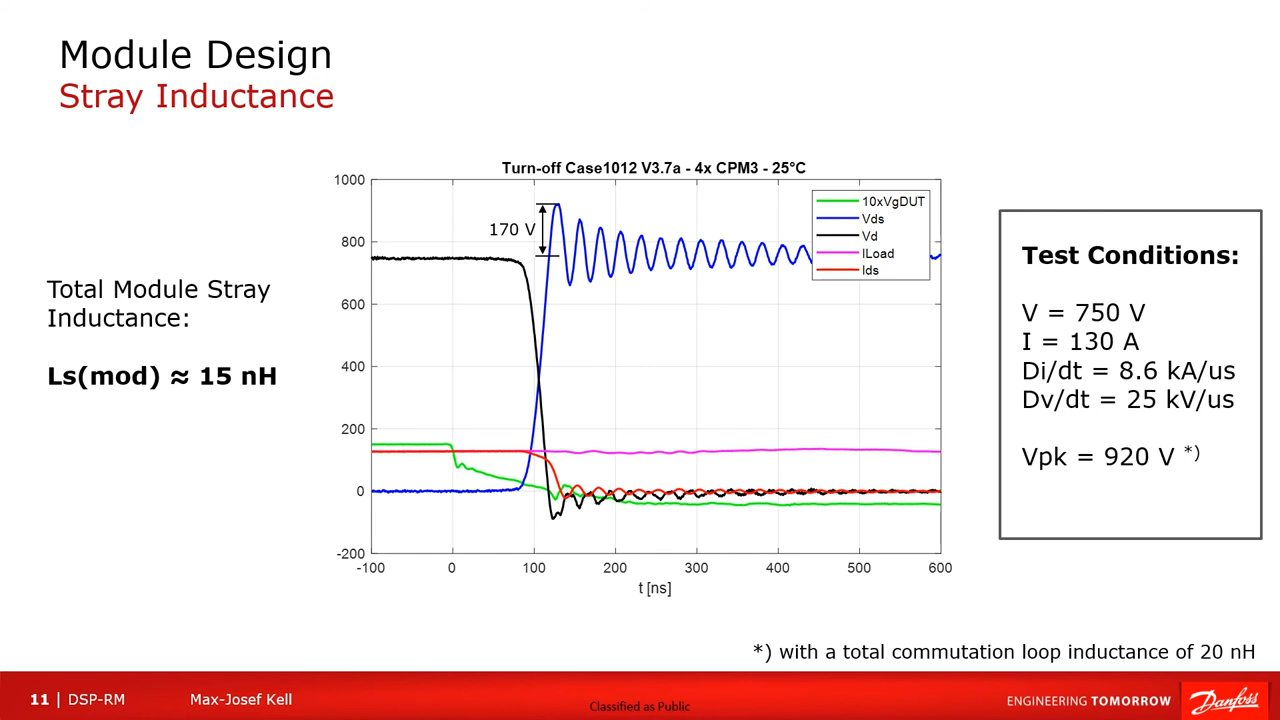 Module Design
Stray Inductance
Total Module Stray
Inductance:
Ls(mod) ≈ 15 nH
Turn-off Case1012 V3.7a - 4x CPM3 - 25°C
1000
800
600
400
200
0
-200
-100
0
100
200
300
400
500
600
t [ns]
170 V
10xVgDUT
Vds
Vd
ILoad
Ids
Test Conditions:
V = 750 V
I = 130 A
Di/dt = 8.6 kA/us
Dv/dt = 25 kV/us
Vpk = 920 V *)
*) with a total commutation loop inductance of 20 nH
11 | DSP-RM Max-Josef Kell
Classified as Public
ENGINEERING TOMORROW
Danfoss